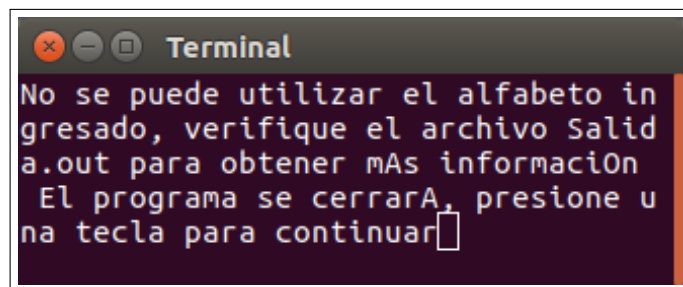 Terminal
No se puede utilizar el alfabeto in
gresado, verifique el archivo Salid
a.out para obtener mAs informaciOn
El programa se cerrarA, presione u
na tecla para continuar